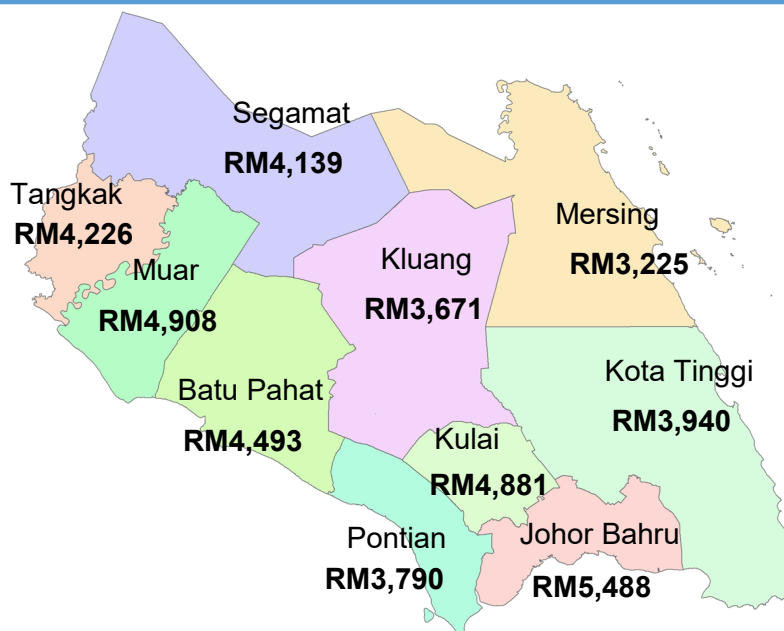 Segamat
RM4,139
Tangkak
RM4,226
Mersing
RM3,225
Muar
RM4,908
Kluang
RM3,671
Batu Pahat
RM4,493
Kota Tinggi
RM3,940
Kulai
RM4,881
Pontian
RM3,790
Johor Bahru
RM5,488